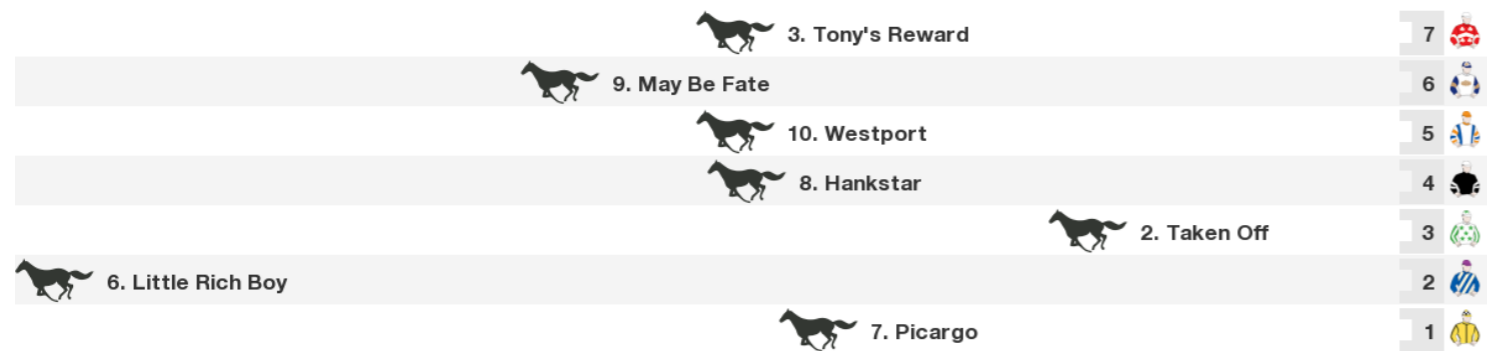 3. Tony's Reward 7
9. May Be Fate 6
10. Westport 5
8. Hankstar 4
2. Taken Off 3
6. Little Rich Boy 2
7. Picargo 1